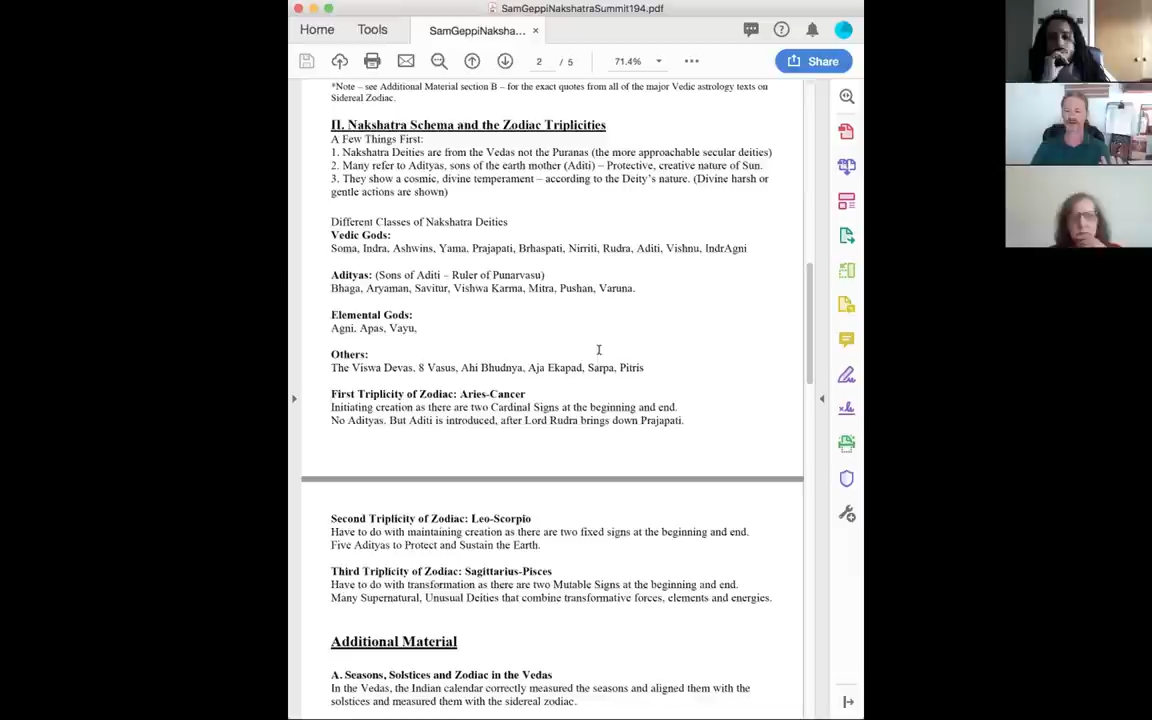 SamGeppiNakshatraSummit194.pdf
Home
Tools
SamGeppiNaksha...
2 / 5
71.4%
Share
*Note – see Additional Material section B – for the exact quotes from all of the major Vedic astrology texts on
Sidereal Zodiac.
II. Nakshatra Schema and the Zodiac Triplicities
A Few Things First:
1. Nakshatra Deities are from the Vedas not the Puranas (the more approachable secular deities)
2. Many refer to Adityas, sons of the earth mother (Aditi) – Protective, creative nature of Sun.
3. They show a cosmic, divine temperament – according to the Deity's nature. (Divine harsh or
gentle actions are shown)
Different Classes of Nakshatra Deities
Vedic Gods:
Soma, Indra, Ashwins, Yama, Prajapati, Brhaspati, Nirriti, Rudra, Aditi, Vishnu, IndrAgni
Adityas: (Sons of Aditi – Ruler of Punarvasu)
Bhaga, Aryaman, Savitur, Vishwa Karma, Mitra, Pushan, Varuna.
Elemental Gods:
Agni, Apas, Vayu,
Others:
The Viswa Devas, 8 Vasus, Ahi Bhudnya, Aja Ekapad, Sarpa, Pitris
First Triplicity of Zodiac: Aries-Cancer
Initiating creation as there are two Cardinal Signs at the beginning and end.
No Adityas. But Aditi is introduced, after Lord Rudra brings down Prajapati.
Second Triplicity of Zodiac: Leo-Scorpio
Have to do with maintaining creation as there are two fixed signs at the beginning and end.
Five Adityas to Protect and Sustain the Earth.
Third Triplicity of Zodiac: Sagittarius-Pisces
Have to do with transformation as there are two Mutable Signs at the beginning and end.
Many Supernatural, Unusual Deities that combine transformative forces, elements and energies.
Additional Material
A. Seasons, Solstices and Zodiac in the Vedas
In the Vedas, the Indian calendar correctly measured the seasons and aligned them with the
solstices and measured them with the sidereal zodiac.